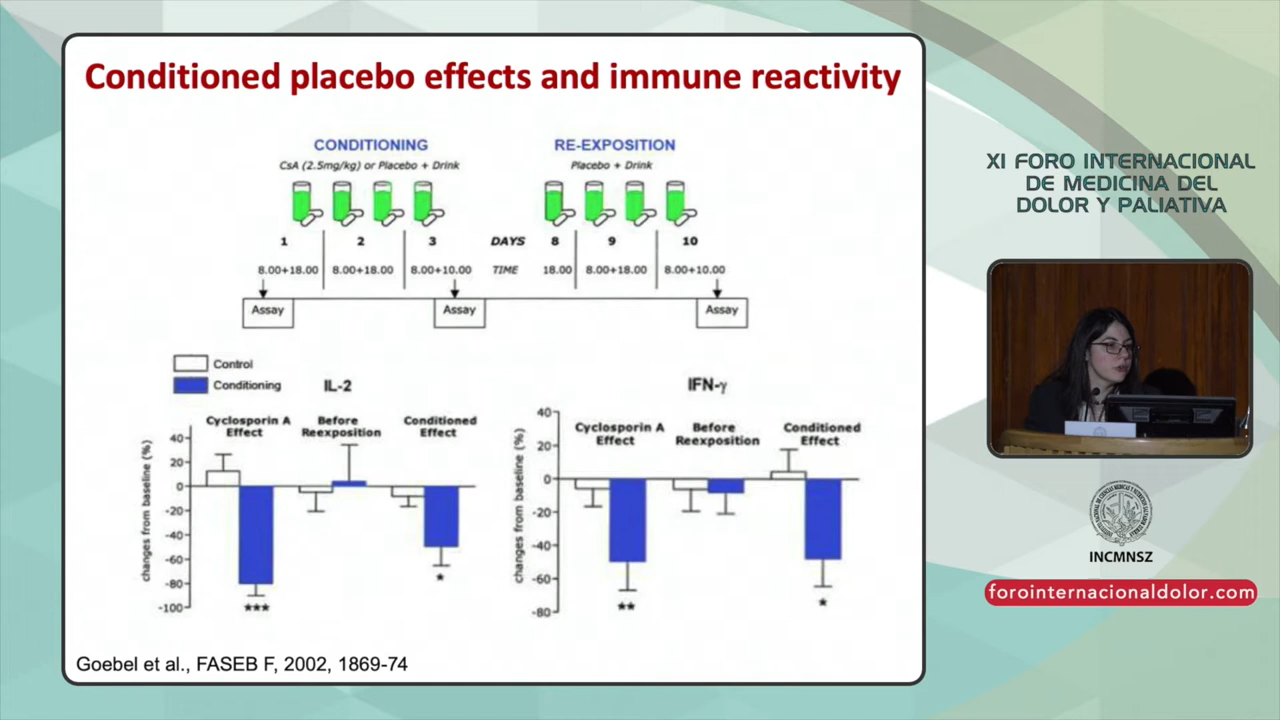 Conditioned placebo effects and immune reactivity
CONDITIONING
CsA (2.5mg/kg) or Placebo + Drink
RE-EXPOSITION
Placebo + Drink
1 2 3 DAYS 8 9 10
8.00+18.00 8.00+18.00 8.00+10.00 TIME 18.00 8.00+18.00 8.00+10.00
Assay Assay Assay
Control
Conditioning
IL-2
Cyclosporin A
Effect
Before
Reexposition
Conditioned
Effect
changes from baseline (%)
40
20
0
-20
-40
-60
-80
-100
***
*
IFN-γ
Cyclosporin A
Effect
Before
Reexposition
Conditioned
Effect
changes from baseline (%)
40
20
0
-20
-40
-60
-80
**
*
Goebel et al., FASEB F, 2002, 1869-74
XI FORO INTERNACIONAL
DE MEDICINA DEL
DOLOR Y PALIATIVA
INCMNSZ
forointernacionaldolor.com